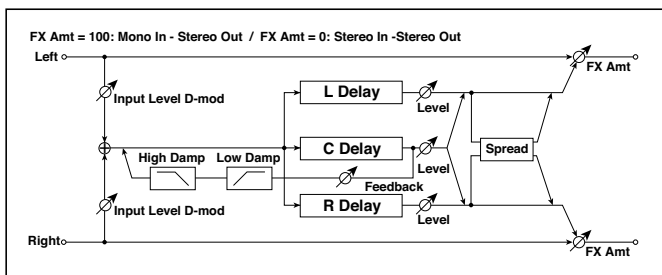 FX Amt = 100: Mono In - Stereo Out / FX Amt = 0: Stereo In -Stereo Out
Left
FX Amt
Input Level D-mod
L Delay
Level
High Damp
Low Damp
C Delay
Level
Spread
Feedback
Input Level D-mod
R Delay
Level
Right
FX Amt